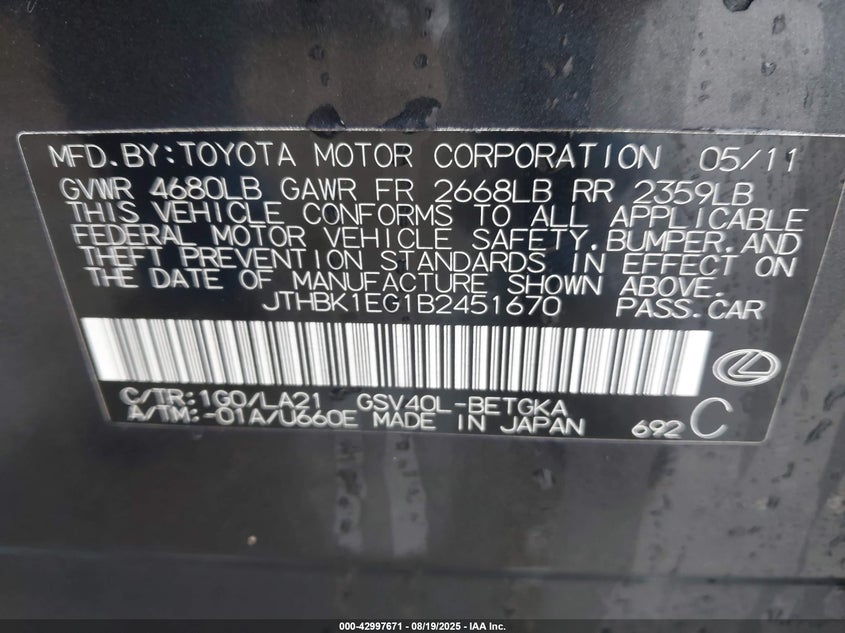 MFD.BY:TOYOTA MOTOR CORPORATION 05/11
GVWR 4680LB GAWR FR 2668LB RR 2359LB
THIS VEHICLE CONFORMS TO ALL APPLICABLE
FEDERAL MOTOR VEHICLE SAFETY,BUMPER,AND
THEFT PREVENTION STANDARDS IN EFFECT ON
THE DATE OF MANUFACTURE SHOWN ABOVE.
JTHBK1EG1B2451670 PASS.CAR
C/TR:1G0/LA21 GSV40L-BETGKA
A/TM:-01A/U660E MADE IN JAPAN 692 C
000-42997671 - 08/19/2025 - IAA Inc.